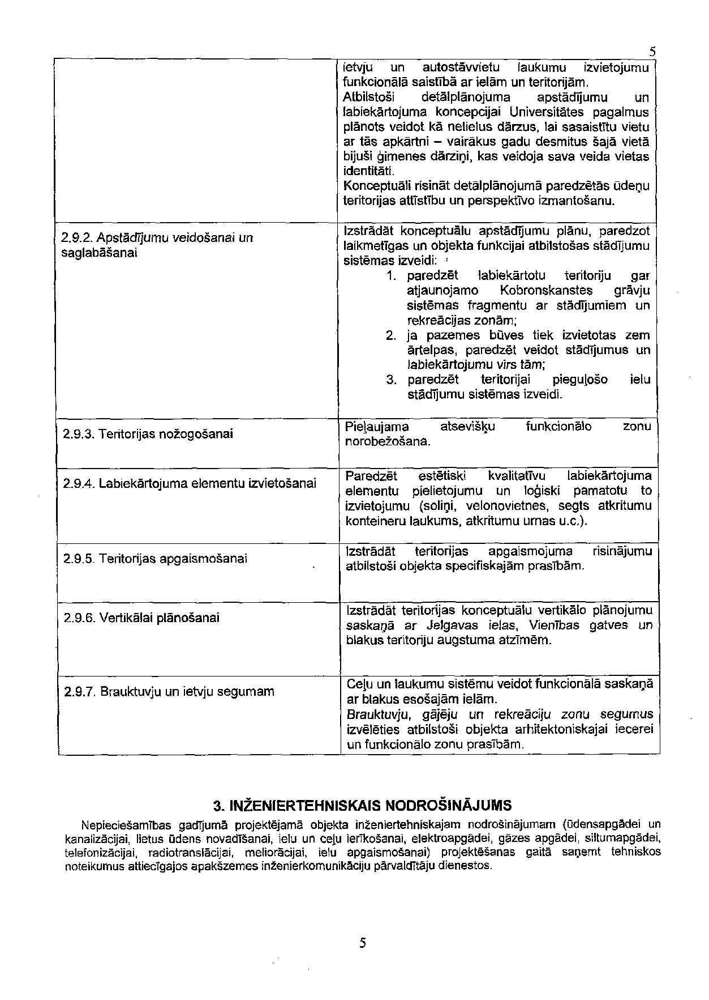 5
ietvju un autostāvvietu laukumu izvietojumu
funkcionālā saistībā ar ielām un teritorijām.
Atbilstoši detālplānojuma apstādījumu un
labiekārtojuma koncepcijai Universitātes pagalmus
plānots veidot kā nelielus dārzus, lai sasaistītu vietu
ar tās apkārtni – vairākus gadu desmitus šajā vietā
bijuši ģimenes dārziņi, kas veidoja sava veida vietas
identitāti.
Konceptuāli risināt detālplānojumā paredzētās ūdeņu
teritorijas attīstību un perspektīvo izmantošanu.
2.9.2. Apstādījumu veidošanai un
saglabāšanai
Izstrādāt konceptuālu apstādījumu plānu, paredzot
laikmetīgas un objekta funkcijai atbilstošas stādījumu
sistēmas izveidi:
1. paredzēt labiekārtotu teritoriju gar
atjaunojamo Kobronskanstes grāvju
sistēmas fragmentu ar stādījumiem un
rekreācijas zonām;
2. ja pazemes būves tiek izvietotas zem
ārtelpas, paredzēt veidot stādījumus un
labiekārtojumu virs tām;
3. paredzēt teritorijai pieguļošo ielu
stādījumu sistēmas izveidi.
2.9.3. Teritorijas nožogošanai
Pieļaujama atsevišķu funkcionālo zonu
norobežošana.
2.9.4. Labiekārtojuma elementu izvietošanai
Paredzēt estētiski kvalitatīvu labiekārtojuma
elementu pielietojumu un loģiski pamatotu to
izvietojumu (soliņi, velonovietnes, segts atkritumu
konteineru laukums, atkritumu urnas u.c.).
2.9.5. Teritorijas apgaismošanai
Izstrādāt teritorijas apgaismojuma risinājumu
atbilstoši objekta specifiskajām prasībām.
2.9.6. Vertikālai plānošanai
Izstrādāt teritorijas konceptuālu vertikālo plānojumu
saskaņā ar Jelgavas ielas, Vienības gatves un
blakus teritoriju augstuma atzīmēm.
2.9.7. Brauktuvju un ietvju segumam
Ceļu un laukumu sistēmu veidot funkcionālā saskaņā
ar blakus esošajām ielām.
Brauktuvju, gājēju un rekreāciju zonu segumus
izvēlēties atbilstoši objekta arhitektoniskajai iecerei
un funkcionālo zonu prasībām.
3. INŽENIERTEHNISKAIS NODROŠINĀJUMS
Nepieciešamības gadījumā projektējamā objekta inženiertehniskajam nodrošinājumam (ūdensapgādei un
kanalizācijai, lietus ūdens novadīšanai, ielu un ceļu ierīkošanai, elektroapgādei, gāzes apgādei, siltumapgādei,
telefonizācijai, radiotranslācijai, meliorācijai, ielu apgaismošanai) projektēšanas gaitā saņemt tehniskos
noteikumus attiecīgajos apakšzemes inženierkomunikāciju pārvaldītāju dienestos.
5